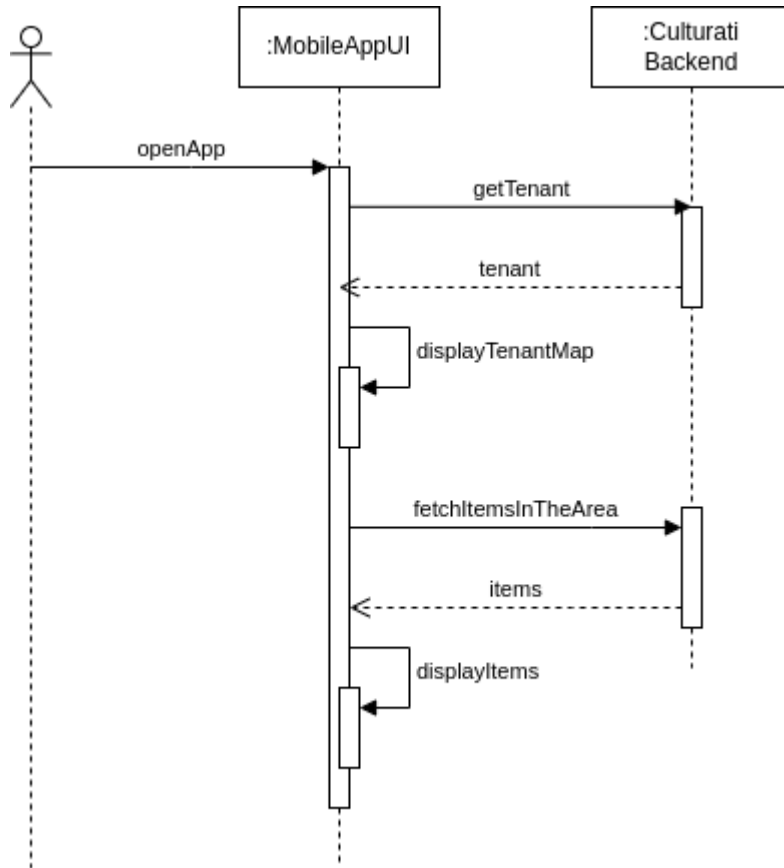 :MobileAppUI
:Culturati
Backend
openApp
getTenant
tenant
displayTenantMap
fetchItemsInTheArea
items
displayItems